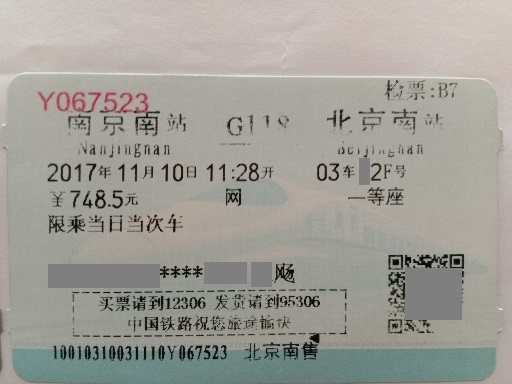 检票:B7
Y067523
南京南站 G118 北京南站
Nanjingnan Beijingnan
2017年11月10日11:28开 03车 2F号
￥748.5元 网 一等座
限乘当日当次车
**** 飏
买票请到12306 发货请到95306
中国铁路祝您旅途愉快
10010310031110Y067523 北京南售